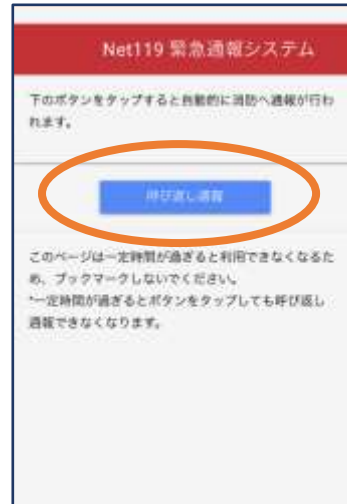 Net119 緊急通報システム
下のボタンをタップすると自動的に消防へ通報が行わ
れます。
呼び返し通報
このページは一定時間が過ぎると利用できなくなるた
め、ブックマークしないでください。
*一定時間が過ぎるとボタンをタップしても呼び返し
通報できなくなります。